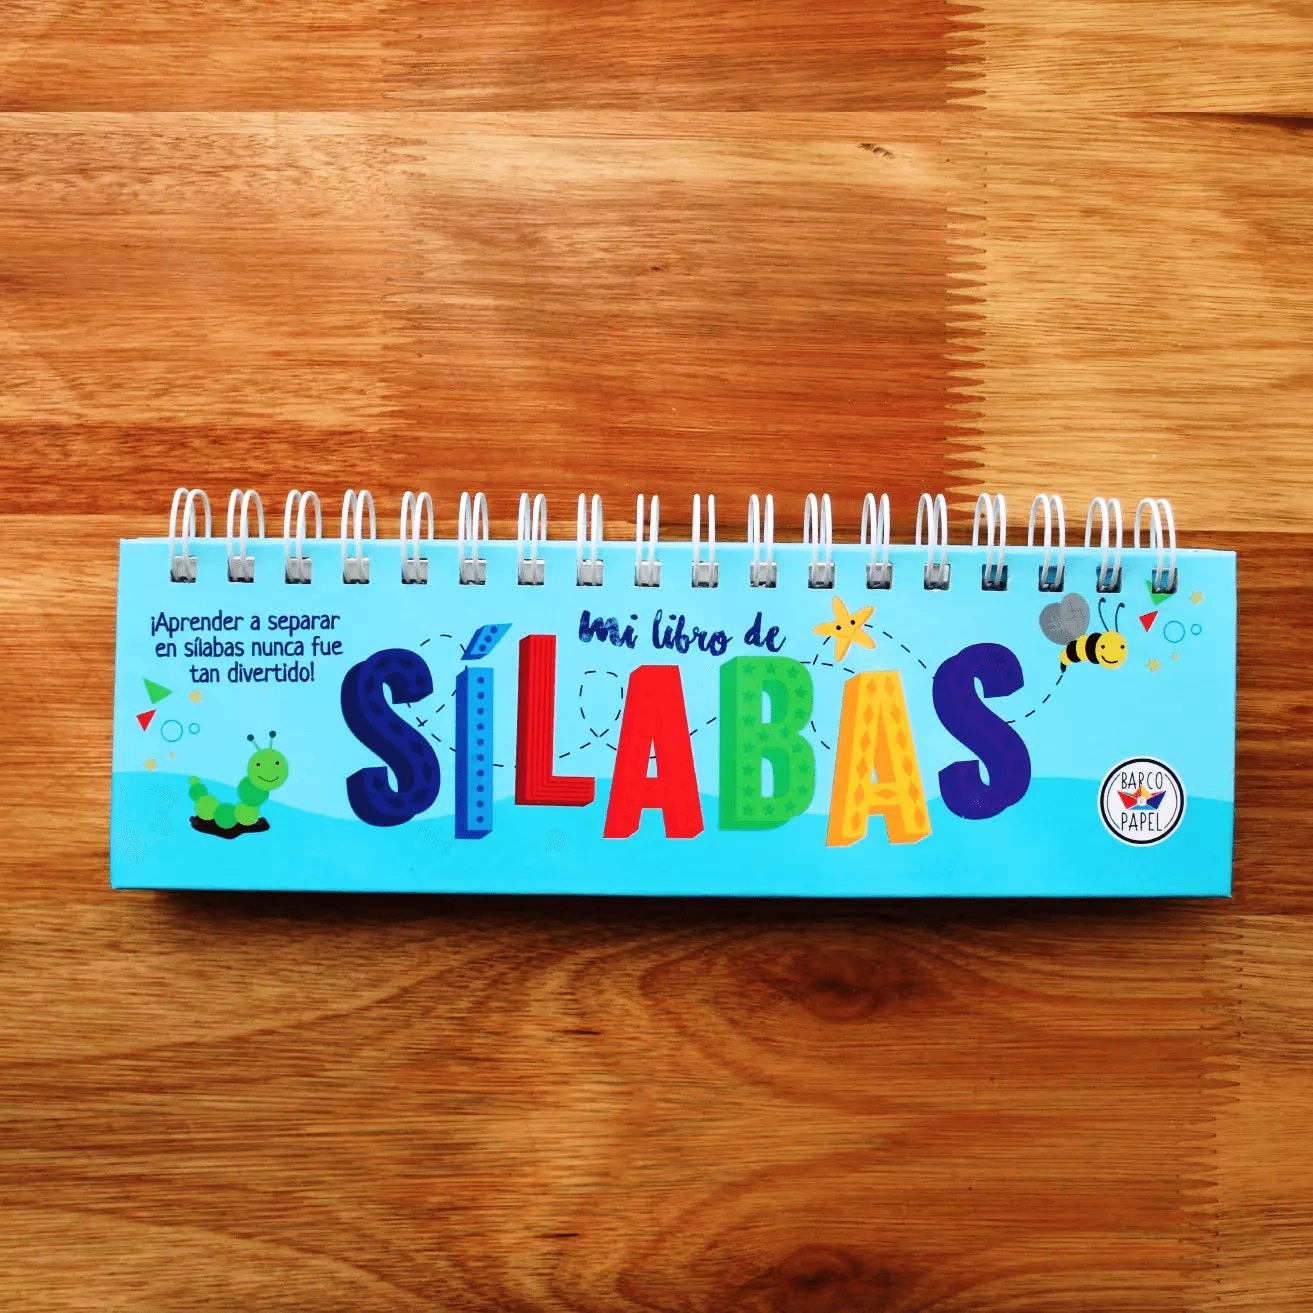 ¡Aprender a separar
en sílabas nunca fue
tan divertido!
mi libro de
SÍLABAS
BARCO
PAPEL